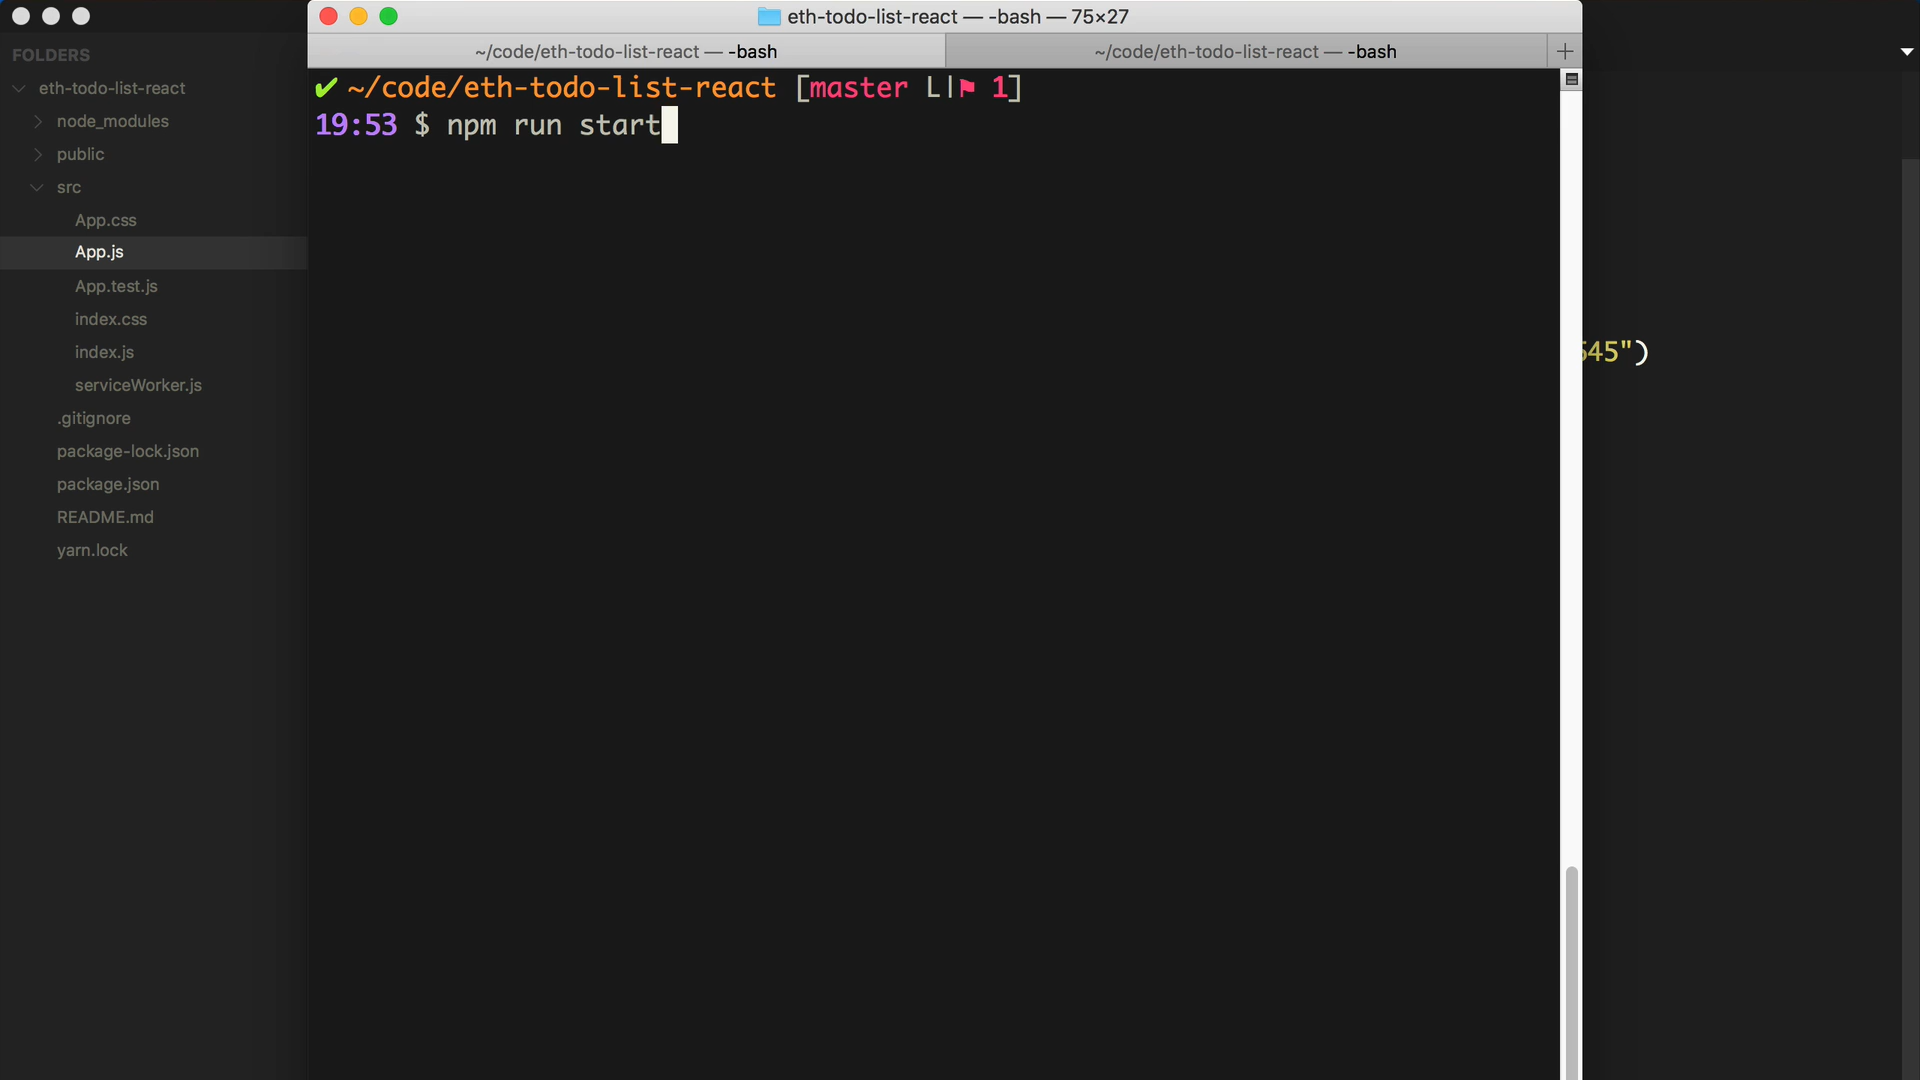 eth-todo-list-react — -bash — 75×27
~/code/eth-todo-list-react — -bash
~/code/eth-todo-list-react — -bash
FOLDERS
eth-todo-list-react
node_modules
public
src
App.css
App.js
App.test.js
index.css
index.js
serviceWorker.js
.gitignore
package-lock.json
package.json
README.md
yarn.lock
✔ ~/code/eth-todo-list-react [master L|⚑ 1]
19:53 $ npm run start
545")